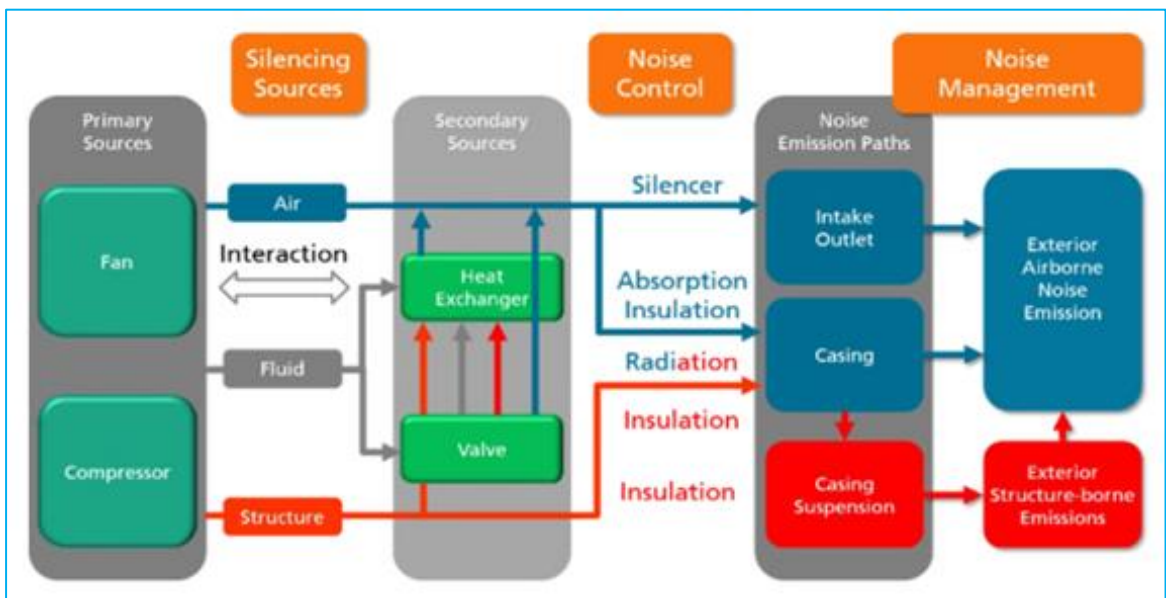 Silencing
Sources
Noise
Control
Noise
Management
Primary
Sources
Secondary
Sources
Noise
Emission Paths
Fan
Compressor
Air
Interaction
Fluid
Structure
Heat
Exchanger
Valve
Silencer
Absorption
Insulation
Radiation
Insulation
Insulation
Intake
Outlet
Casing
Casing
Suspension
Exterior
Airborne
Noise
Emission
Exterior
Structure-borne
Emissions